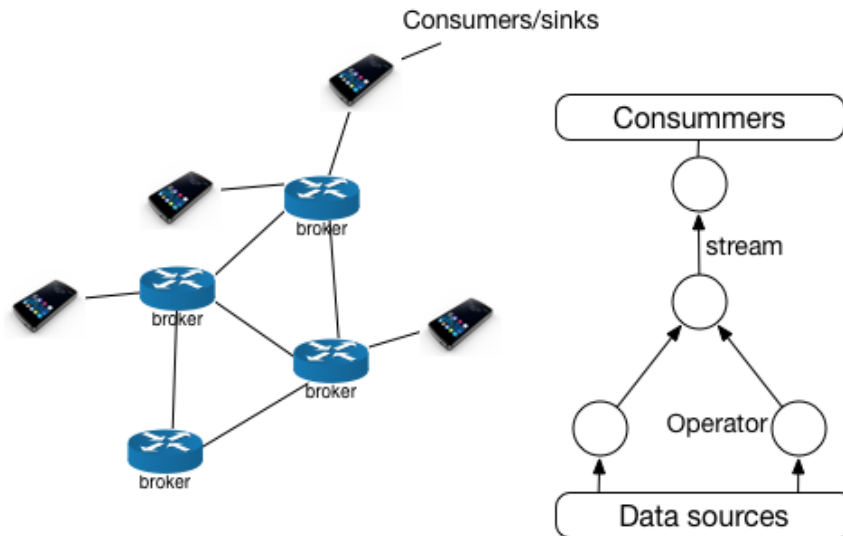 Consumers/sinks
broker
broker
broker
broker
Consummers
stream
Operator
Data sources